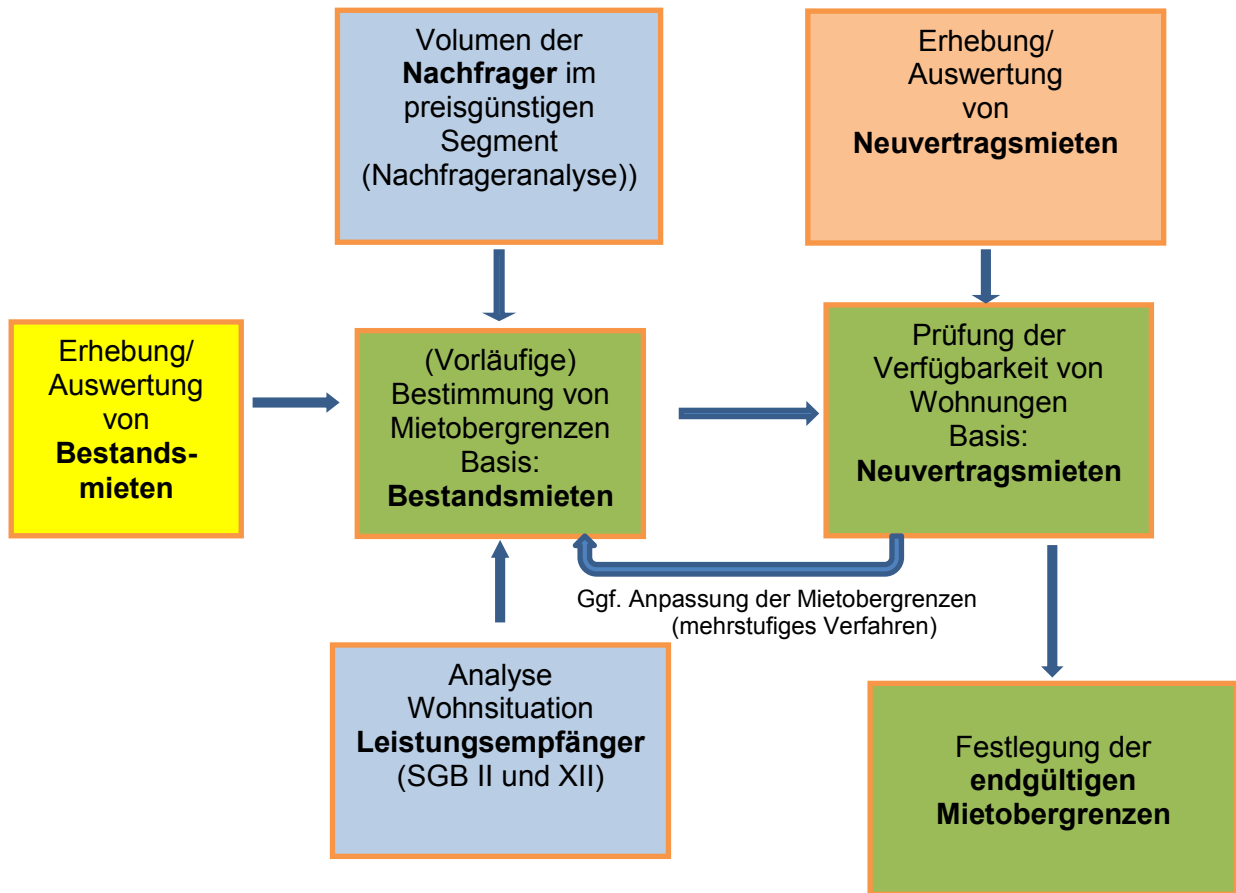 Volumen der
Nachfrager im
preisgünstigen
Segment
(Nachfrageranalyse))
Erhebung/
Auswertung
von
Neuvertragsmieten
Erhebung/
Auswertung
von
Bestands-
mieten
(Vorläufige)
Bestimmung von
Mietobergrenzen
Basis:
Bestandsmieten
Prüfung der
Verfügbarkeit von
Wohnungen
Basis:
Neuvertragsmieten
Ggf. Anpassung der Mietobergrenzen
(mehrstufiges Verfahren)
Analyse
Wohnsituation
Leistungsempfänger
(SGB II und XII)
Festlegung der
endgültigen
Mietobergrenzen